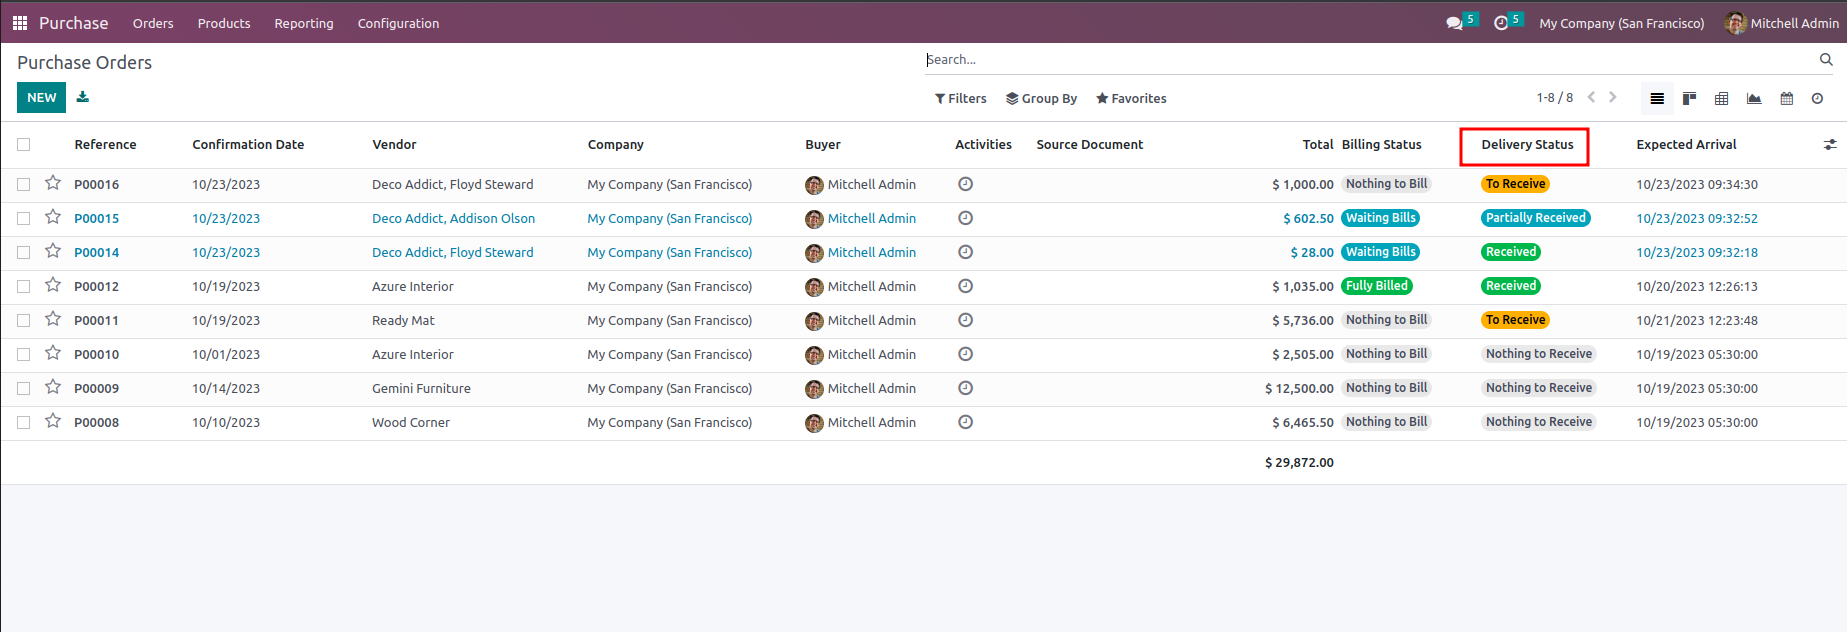 Purchase Orders Products Reporting Configuration 5 5 My Company (San Francisco) Mitchell Admin
Purchase Orders Search...
NEW Filters Group By Favorites 1-8 / 8
Reference Confirmation Date Vendor Company Buyer Activities Source Document Total Billing Status Delivery Status Expected Arrival
P00016 10/23/2023 Deco Addict, Floyd Steward My Company (San Francisco) Mitchell Admin $ 1,000.00 Nothing to Bill To Receive 10/23/2023 09:34:30
P00015 10/23/2023 Deco Addict, Addison Olson My Company (San Francisco) Mitchell Admin $ 602.50 Waiting Bills Partially Received 10/23/2023 09:32:52
P00014 10/23/2023 Deco Addict, Floyd Steward My Company (San Francisco) Mitchell Admin $ 28.00 Waiting Bills Received 10/23/2023 09:32:18
P00012 10/19/2023 Azure Interior My Company (San Francisco) Mitchell Admin $ 1,035.00 Fully Billed Received 10/20/2023 12:26:13
P00011 10/19/2023 Ready Mat My Company (San Francisco) Mitchell Admin $ 5,736.00 Nothing to Bill To Receive 10/21/2023 12:23:48
P00010 10/01/2023 Azure Interior My Company (San Francisco) Mitchell Admin $ 2,505.00 Nothing to Bill Nothing to Receive 10/19/2023 05:30:00
P00009 10/14/2023 Gemini Furniture My Company (San Francisco) Mitchell Admin $ 12,500.00 Nothing to Bill Nothing to Receive 10/19/2023 05:30:00
P00008 10/10/2023 Wood Corner My Company (San Francisco) Mitchell Admin $ 6,465.50 Nothing to Bill Nothing to Receive 10/19/2023 05:30:00
$ 29,872.00